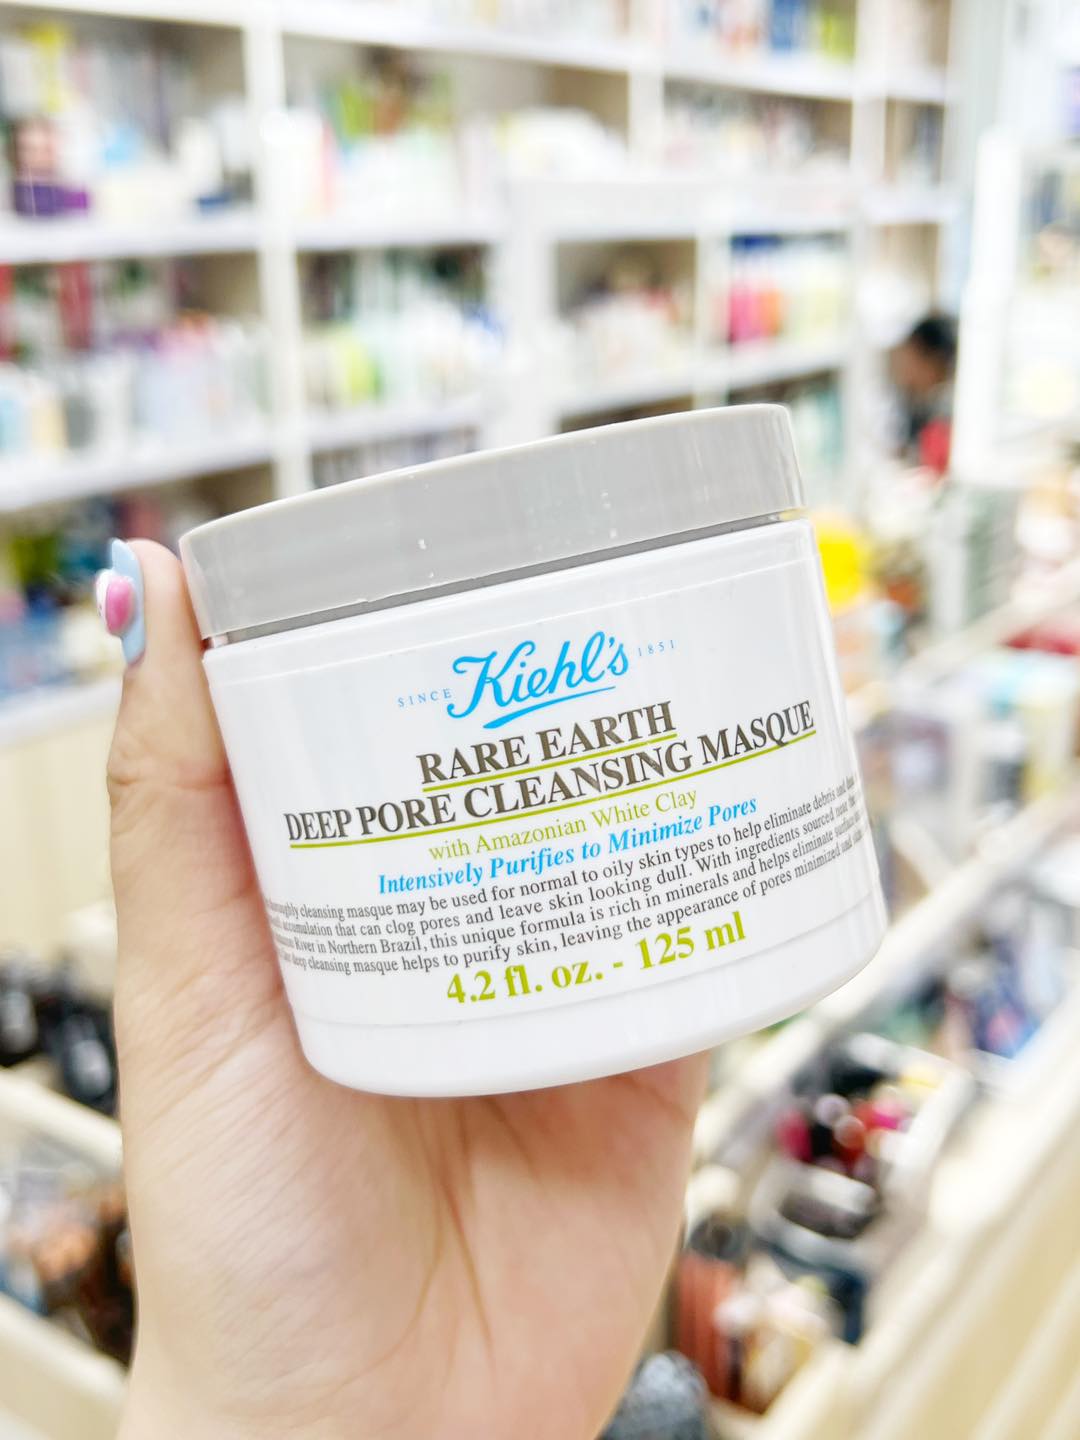 SINCE Kiehl's 1851
RARE EARTH
DEEP PORE CLEANSING MASQUE
with Amazonian White Clay
Intensively Purifies to Minimize Pores
cleansing masque may be used for normal to oily skin types to help eliminate debris and
accumulation that can clog pores and leave skin looking dull. With ingredients sourced
River in Northern Brazil, this unique formula is rich in minerals and helps eliminate surface
deep cleansing masque helps to purify skin, leaving the appearance of pores minimized and
4.2 fl. oz. - 125 ml